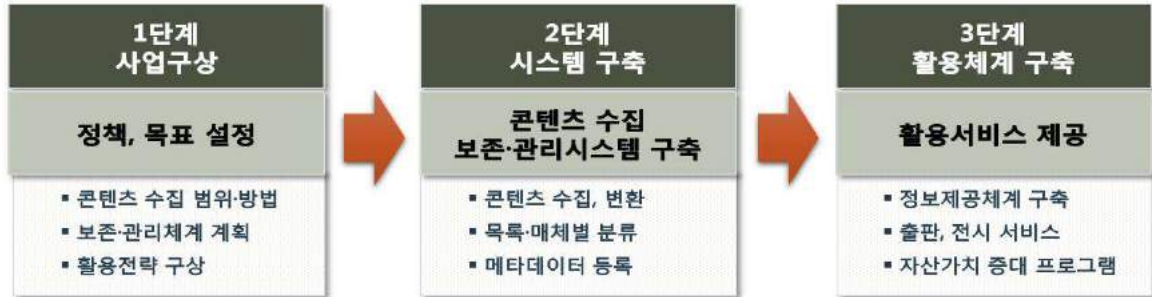 1단계
사업구상
정책, 목표 설정
▪ 콘텐츠 수집 범위·방법
▪ 보존·관리체계 계획
▪ 활용전략 구상
2단계
시스템 구축
콘텐츠 수집
보존·관리시스템 구축
▪ 콘텐츠 수집, 변환
▪ 목록·매체별 분류
▪ 메타데이터 등록
3단계
활용체계 구축
활용서비스 제공
▪ 정보제공체계 구축
▪ 출판, 전시 서비스
▪ 자산가치 증대 프로그램